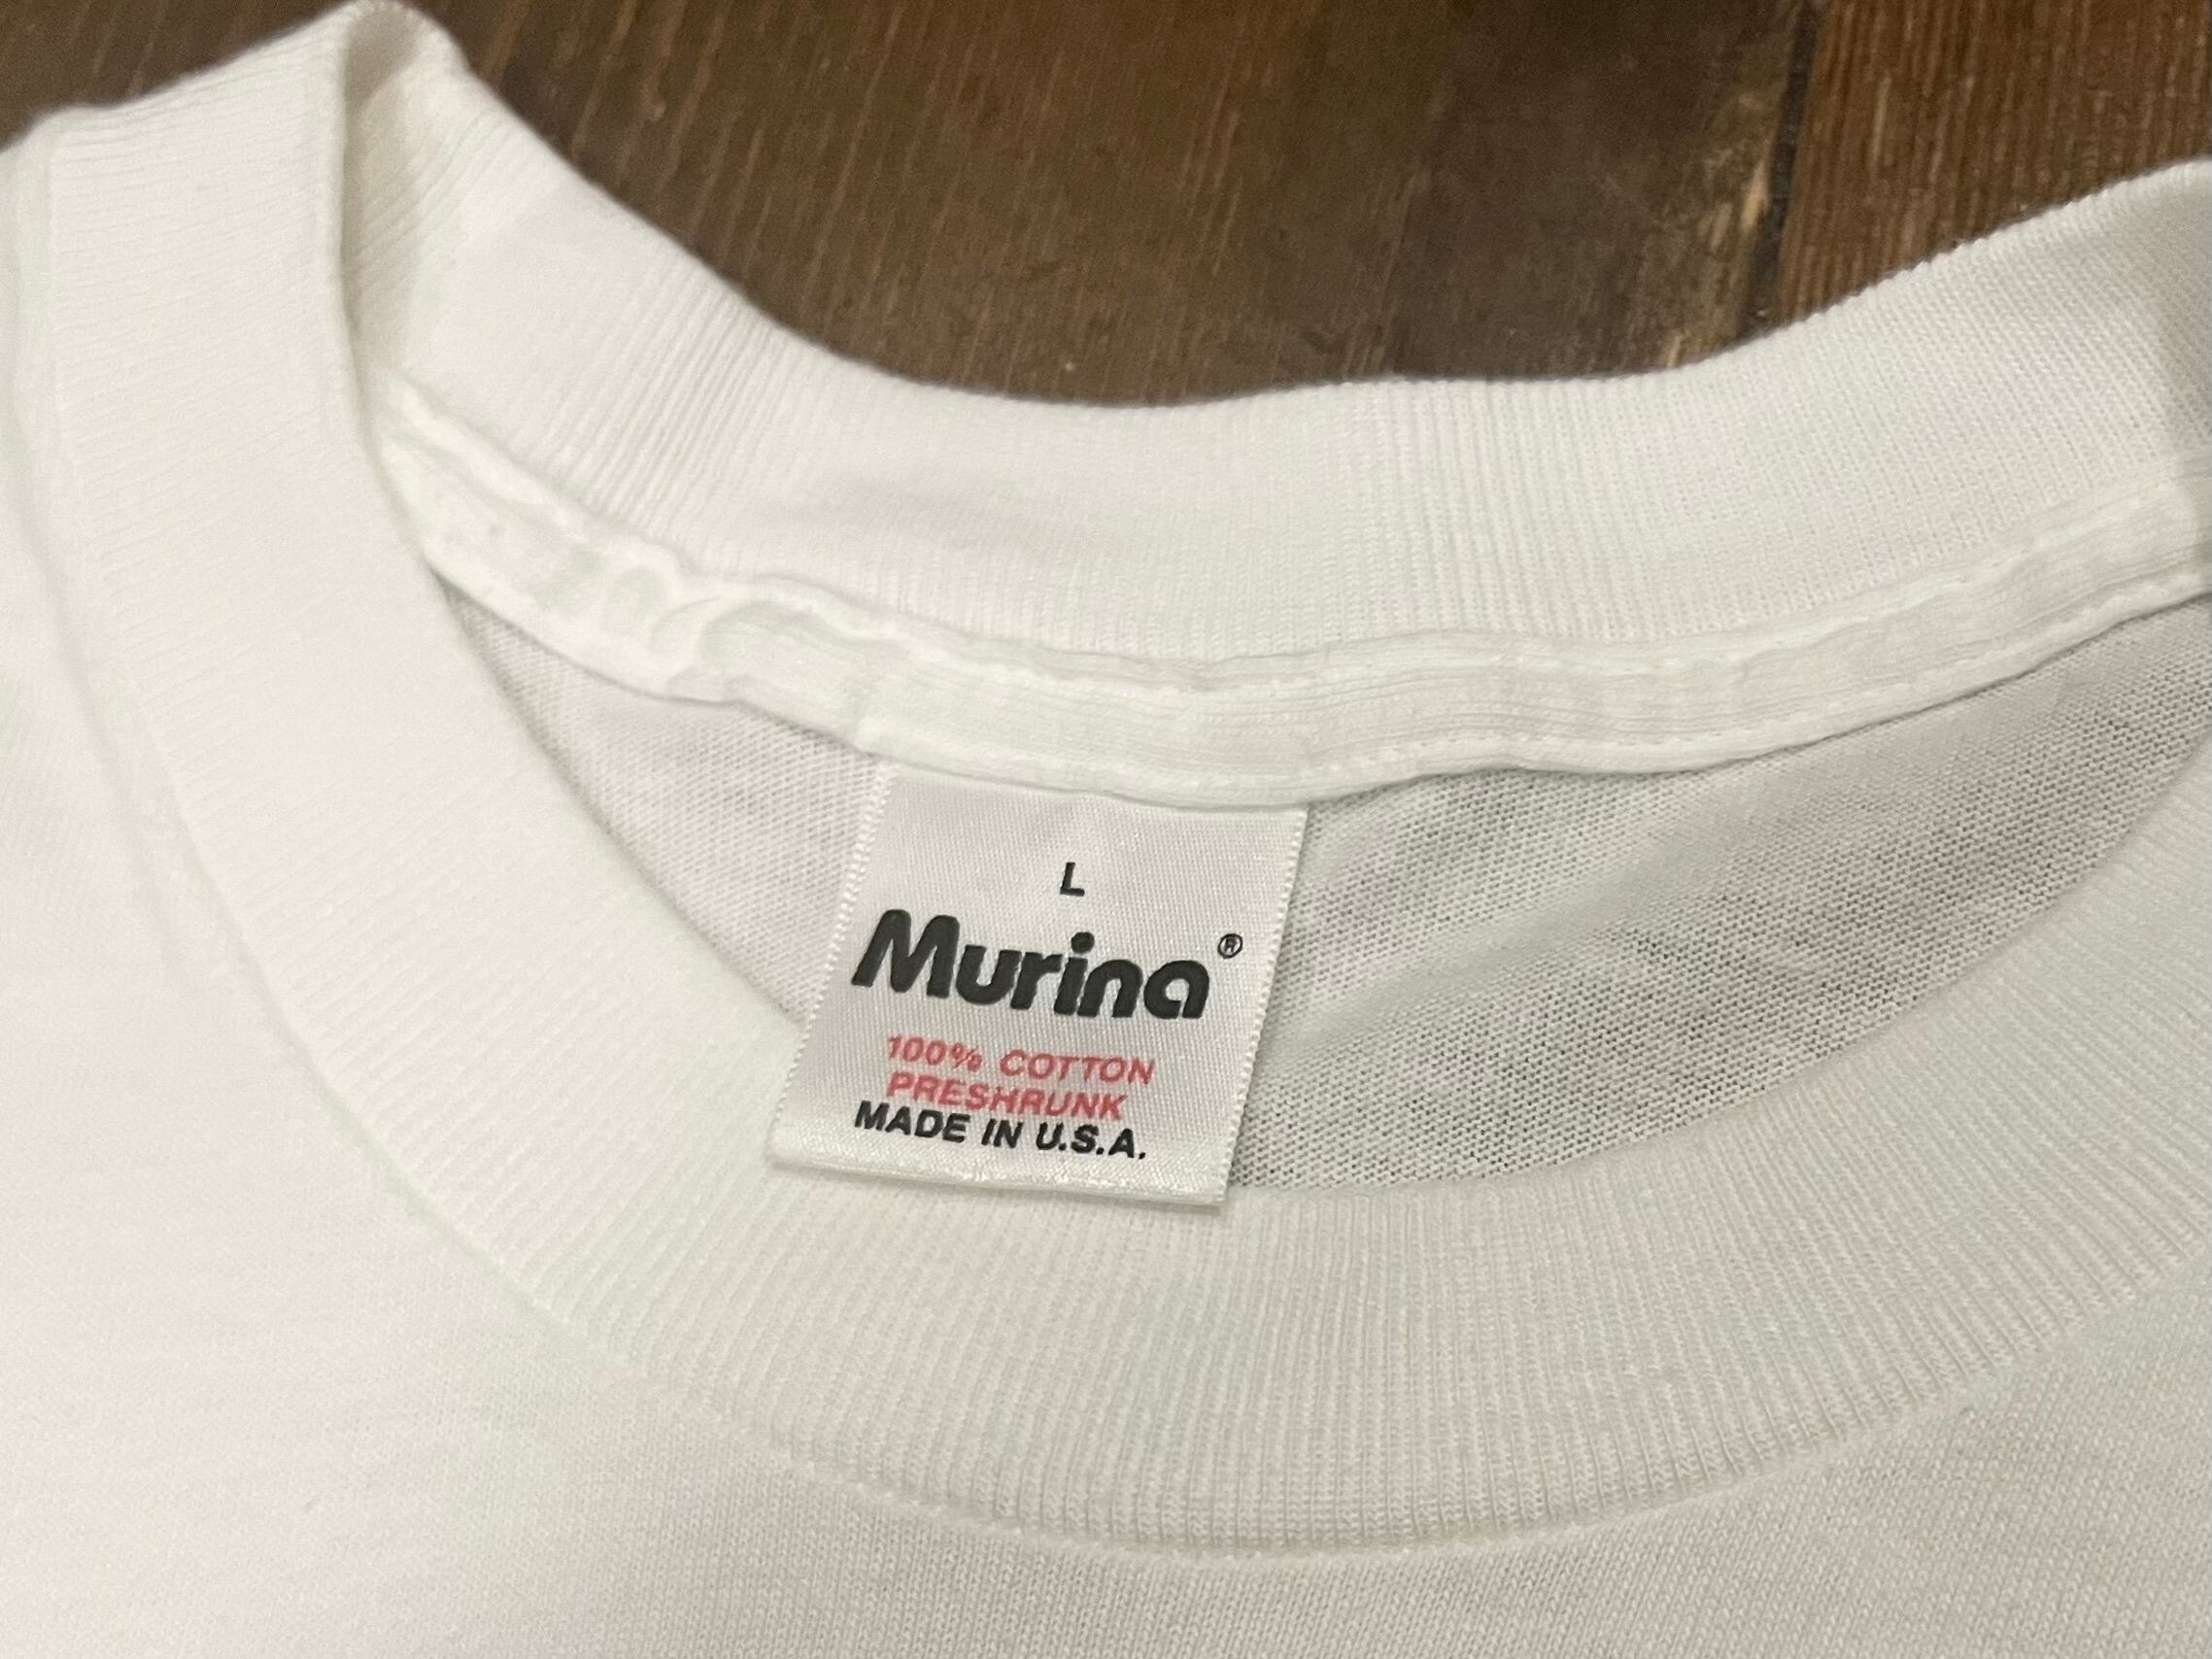 L
Murina®
100% COTTON
PRESHRUNK
MADE IN U.S.A.